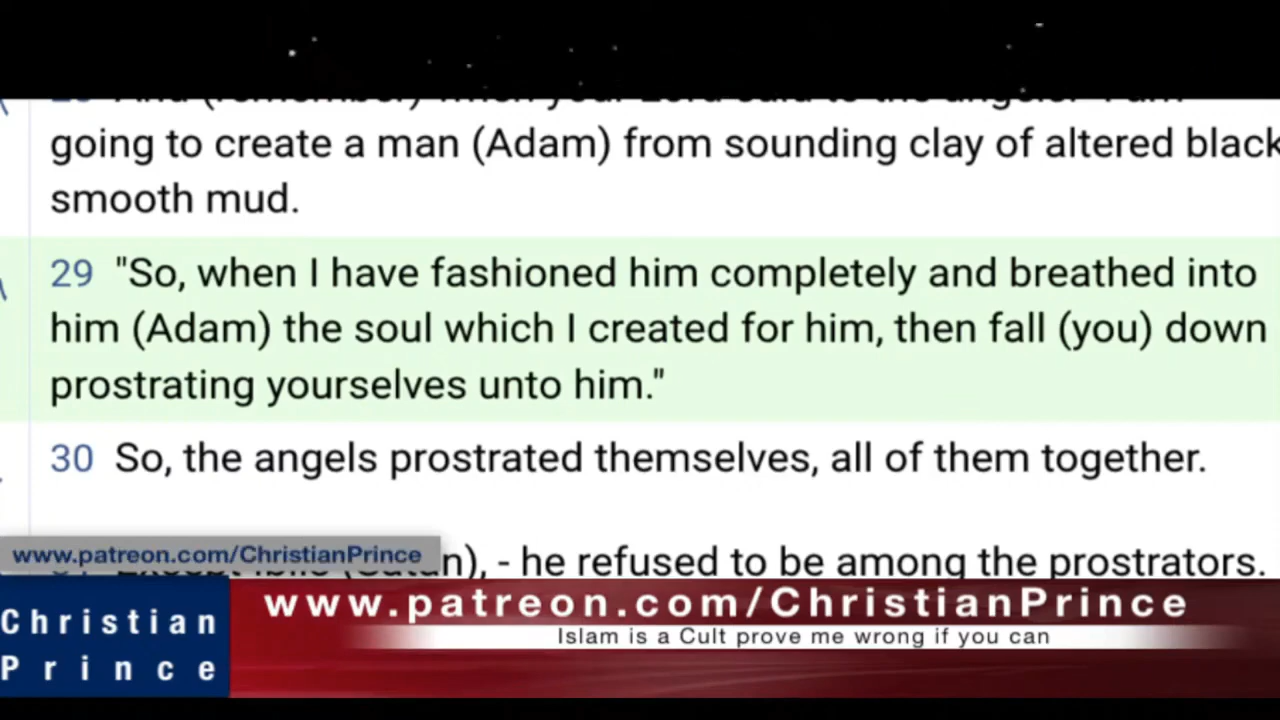 going to create a man (Adam) from sounding clay of altered black
smooth mud.
29 "So, when I have fashioned him completely and breathed into
him (Adam) the soul which I created for him, then fall (you) down
prostrating yourselves unto him."
30 So, the angels prostrated themselves, all of them together.
www.patreon.com/ChristianPrince
- he refused to be among the prostrators.
Christian
Prince
www.patreon.com/ChristianPrince
Islam is a Cult prove me wrong if you can